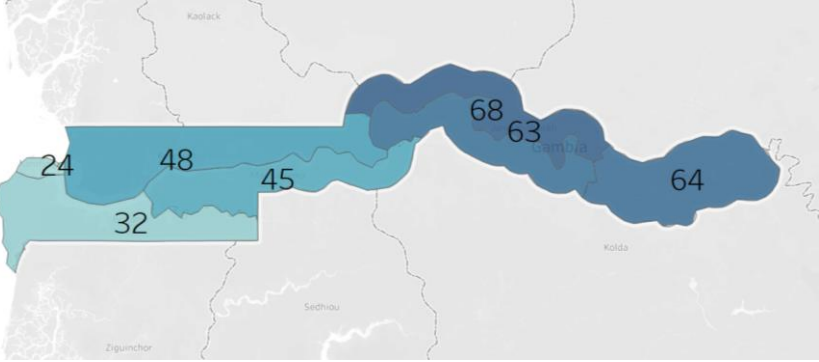 Kaolack
68
63
Gambia
24
48
45
64
32
Kolda
Sedhiou
Ziguinchor